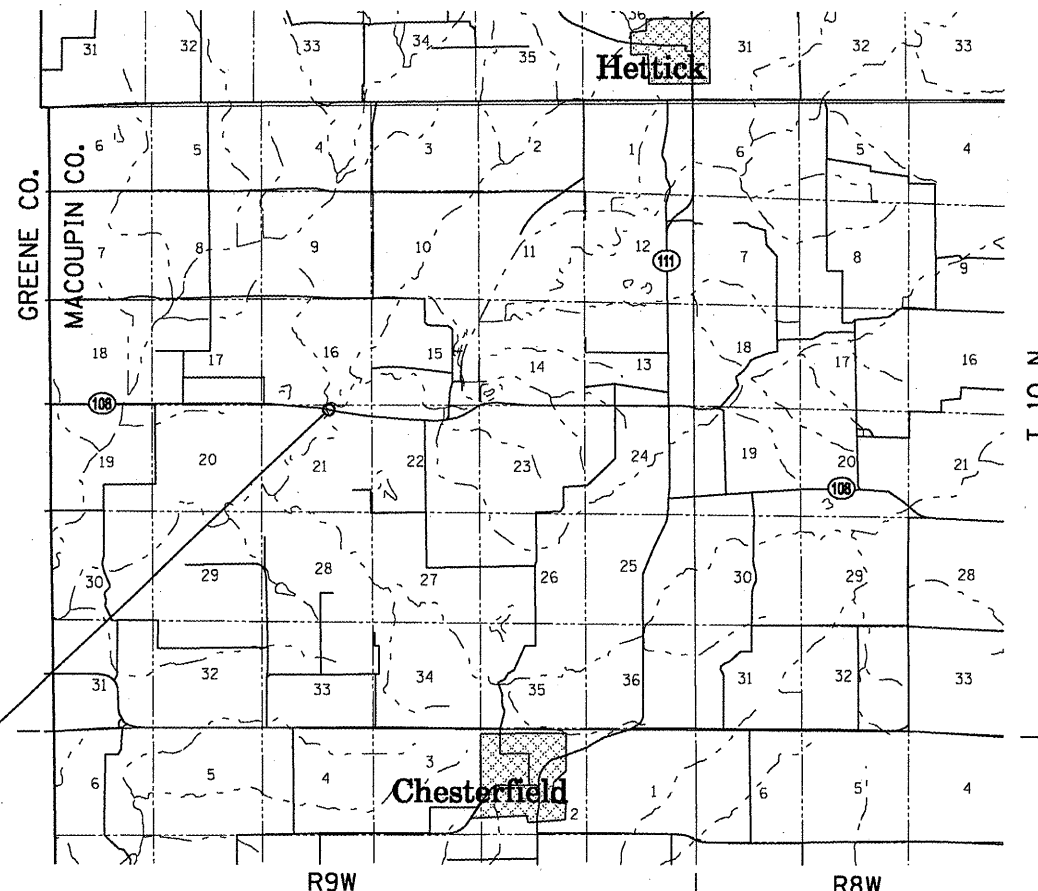 36
31 32 33 34 35 31 32 33
Hettick
6 5 4 3 2 1 6 5 4
GREENE CO.
MACOUPIN CO.
7 8 9 10 11 12 7 8 9
111
18 17 16 15 14 13 18 17 16
T 10 N
108
19 20 21 22 23 24 19 20 21
108
30 29 28 27 26 25 30 29 28
31 32 33 34 35 36 31 32 33
6 5 4 3 2 1 6 5 4
Chesterfield
R9W R8W